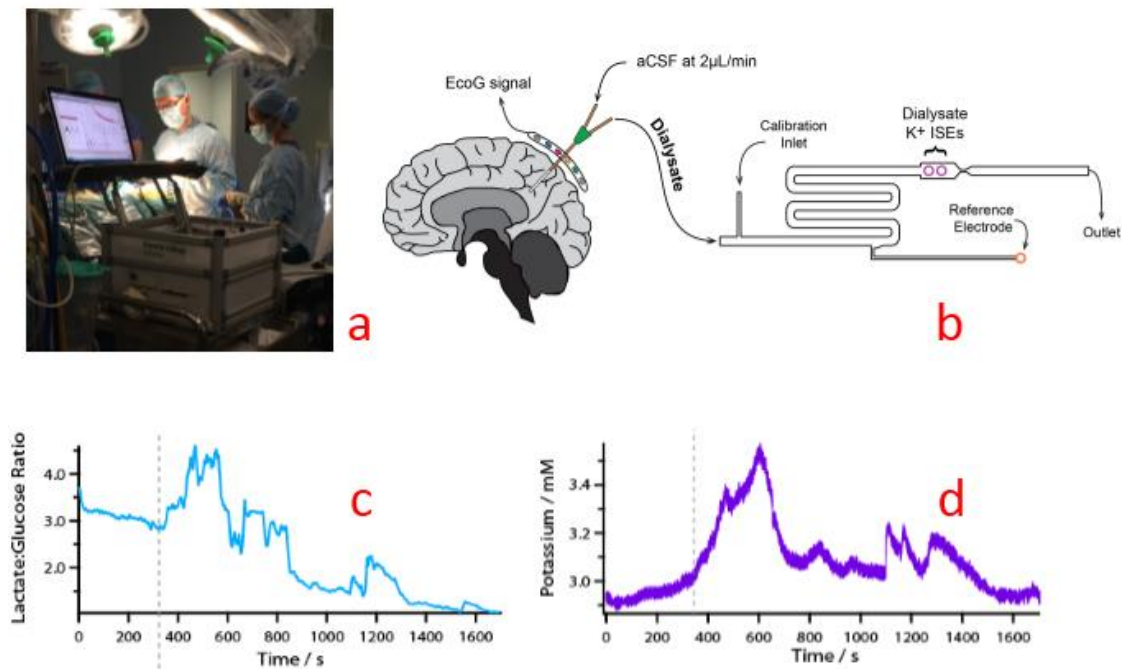 aCSF at 2µL/min
EcoG signal
Dialysate
Calibration
Inlet
Dialysate
K+ ISEs
Reference
Electrode
Outlet
a
b
Lactate:Glucose Ratio
4.0
3.0
2.0
0 200 400 600 800 1000 1200 1400 1600
Time / s
c
Potassium / mM
3.4
3.2
3.0
0 200 400 600 800 1000 1200 1400 1600
Time / s
d